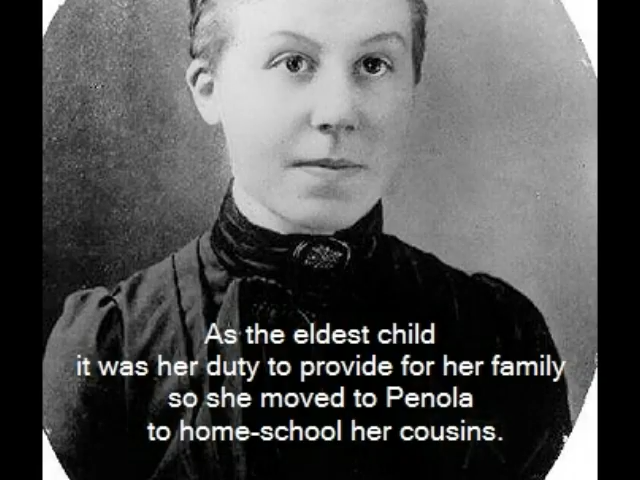 As the eldest child
it was her duty to provide for her family
so she moved to Penola
to home-school her cousins.